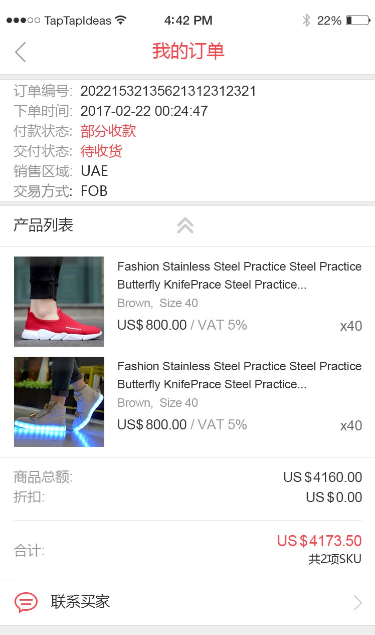 TapTapIdeas 4:42 PM 22%
我的订单
订单编号: 20221532135621312312321
下单时间: 2017-02-22 00:24:47
付款状态: 部分收款
交付状态: 待收货
销售区域: UAE
交易方式: FOB
产品列表
Fashion Stainless Steel Practice Steel Practice
Butterfly KnifePrace Steel Practice...
Brown, Size 40
US$800.00 / VAT 5% x40
Fashion Stainless Steel Practice Steel Practice
Butterfly KnifePrace Steel Practice...
Brown, Size 40
US$800.00 / VAT 5% x40
商品总额: US$4160.00
折扣: US$0.00
合计: US$4173.50
共2项SKU
联系买家